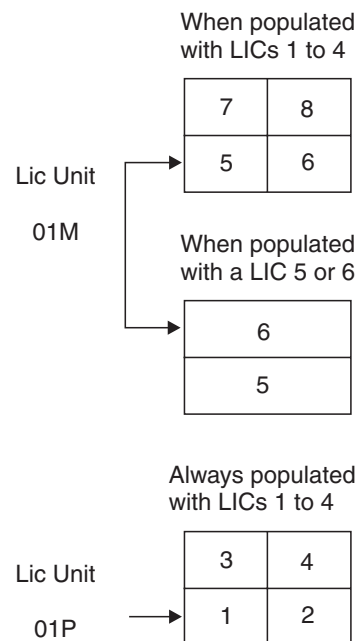 When populated
with LICs 1 to 4
7 8
5 6
Lic Unit
01M
When populated
with a LIC 5 or 6
6
5
Always populated
with LICs 1 to 4
3 4
Lic Unit
1 2
01P